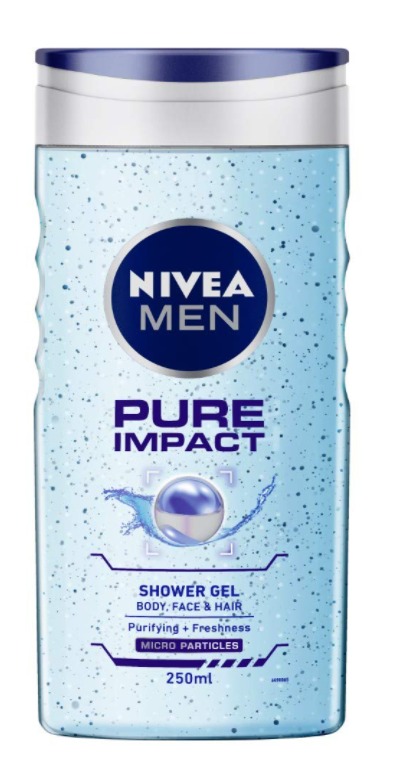 NIVEA
MEN
PURE
IMPACT
SHOWER GEL
BODY, FACE & HAIR
Purifying + Freshness
MICRO PARTICLES
250ml